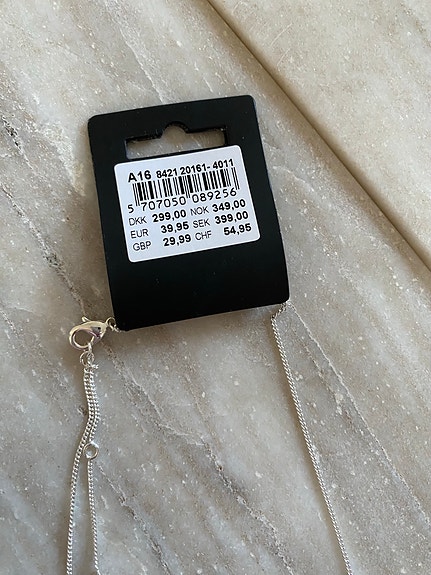 A16 8421 20161-4011
5 707050 089256
DKK 299,00 NOK 349,00
EUR 39,95 SEK 399,00
GBP 29,99 CHF 54,95